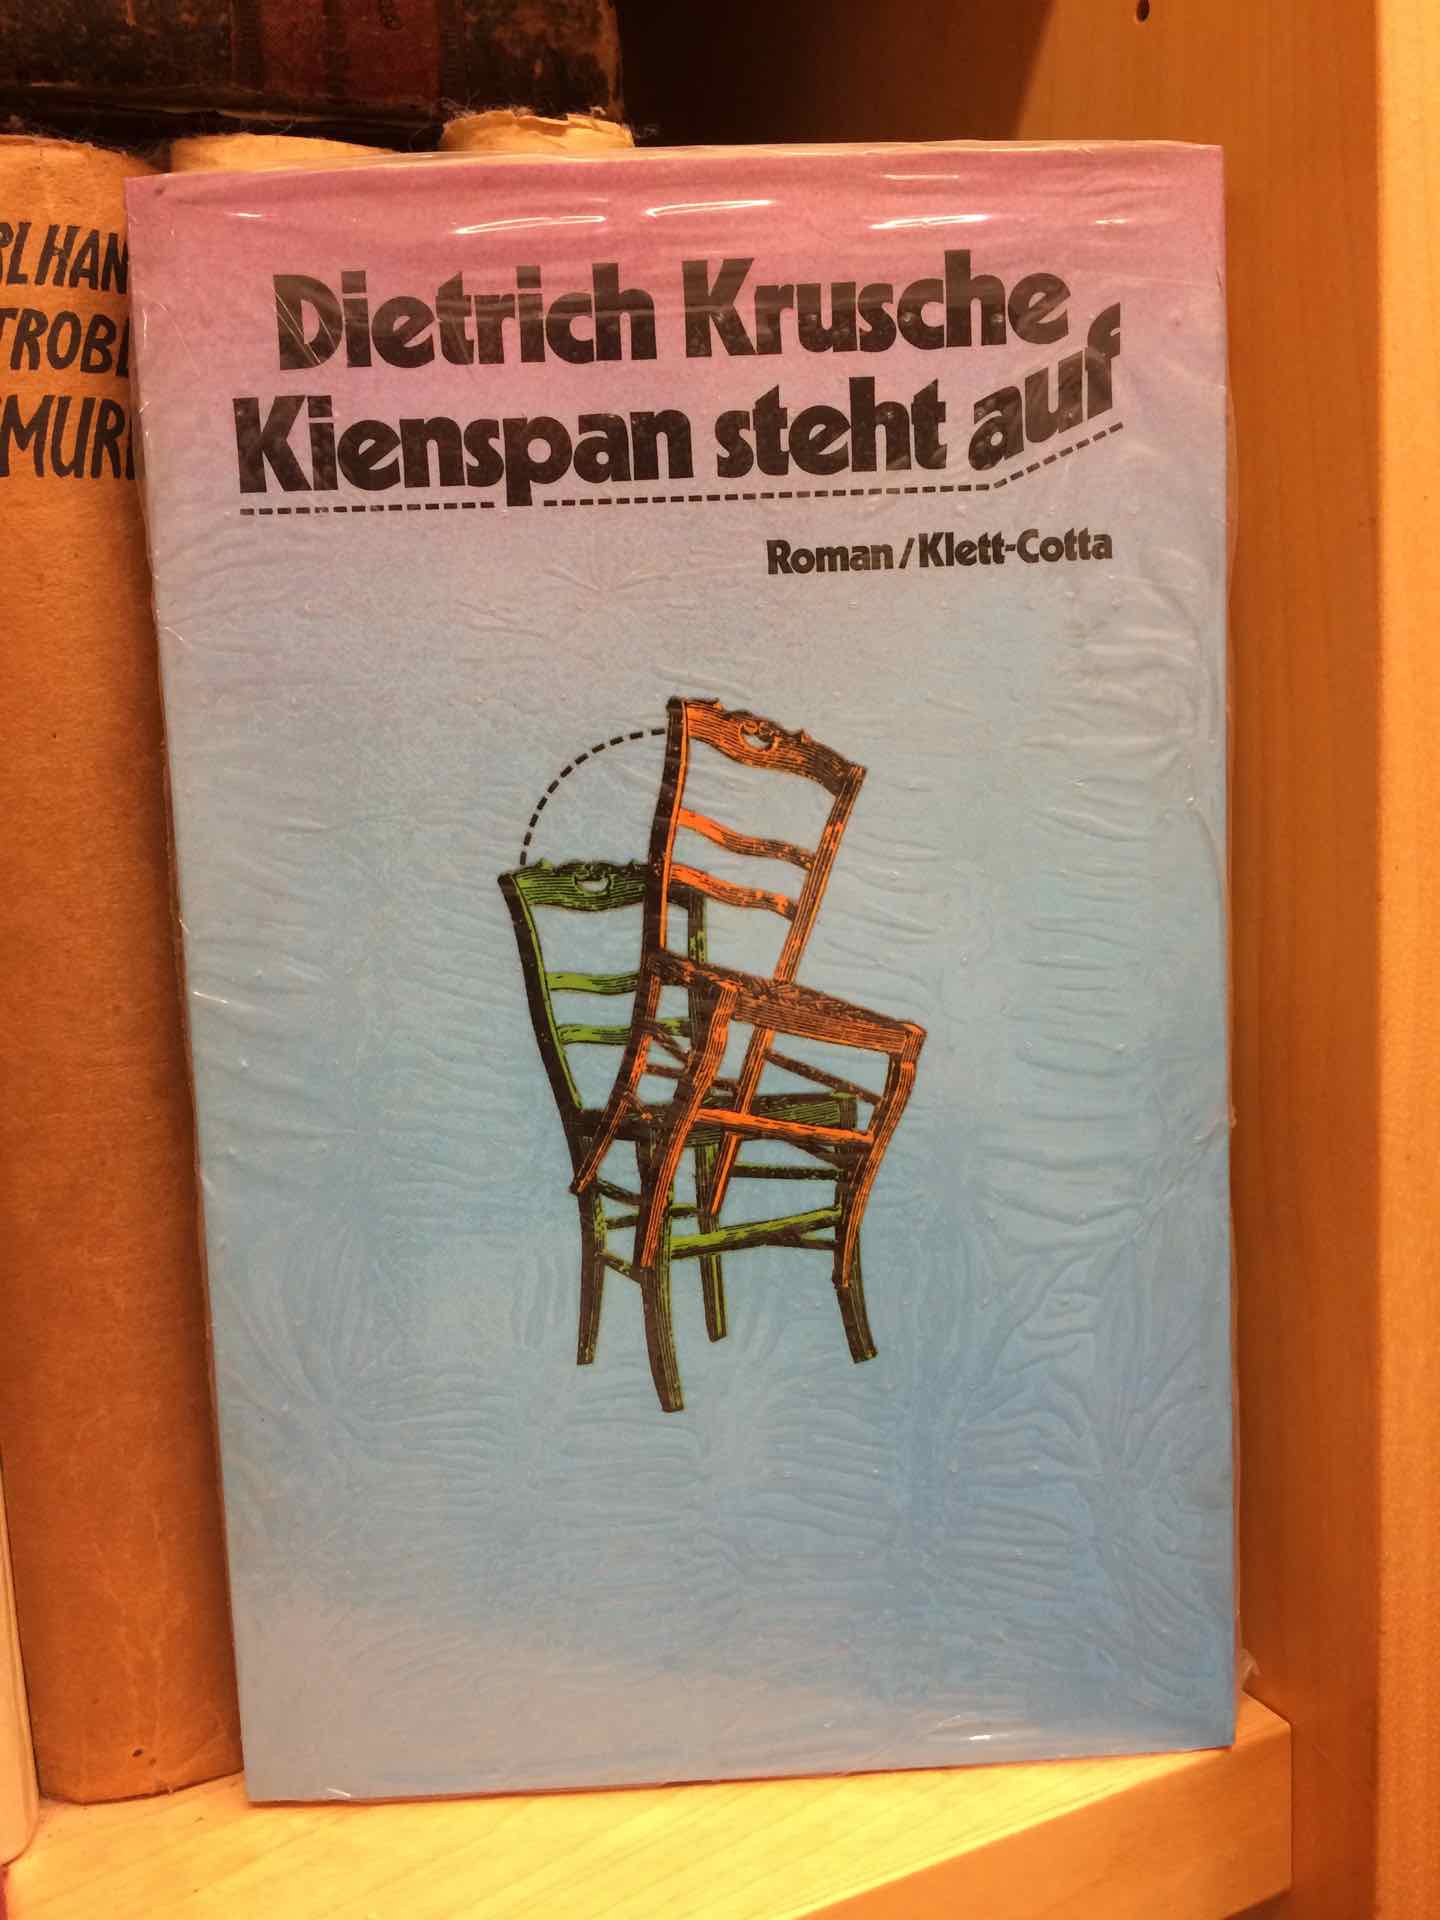 Dietrich Krusche
Kienspan steht auf
Roman/Klett-Cotta